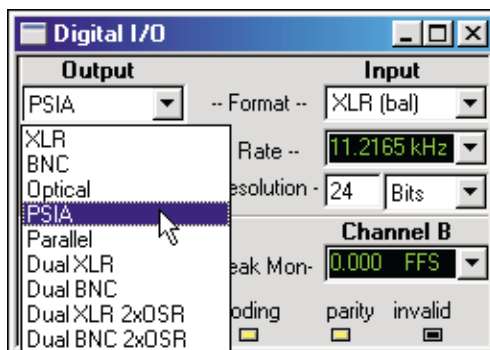 Digital I/O
Output Input
PSIA -- Format -- XLR (bal)
XLR
Rate -- 11.2165 kHz
BNC
Optical
esolution - 24 Bits
PSIA
Channel B
Parallel
Dual XLR
eak Mon- 0.000 FFS
Dual BNC
Dual XLR 2xOSR
oding parity invalid
Dual BNC 2xOSR